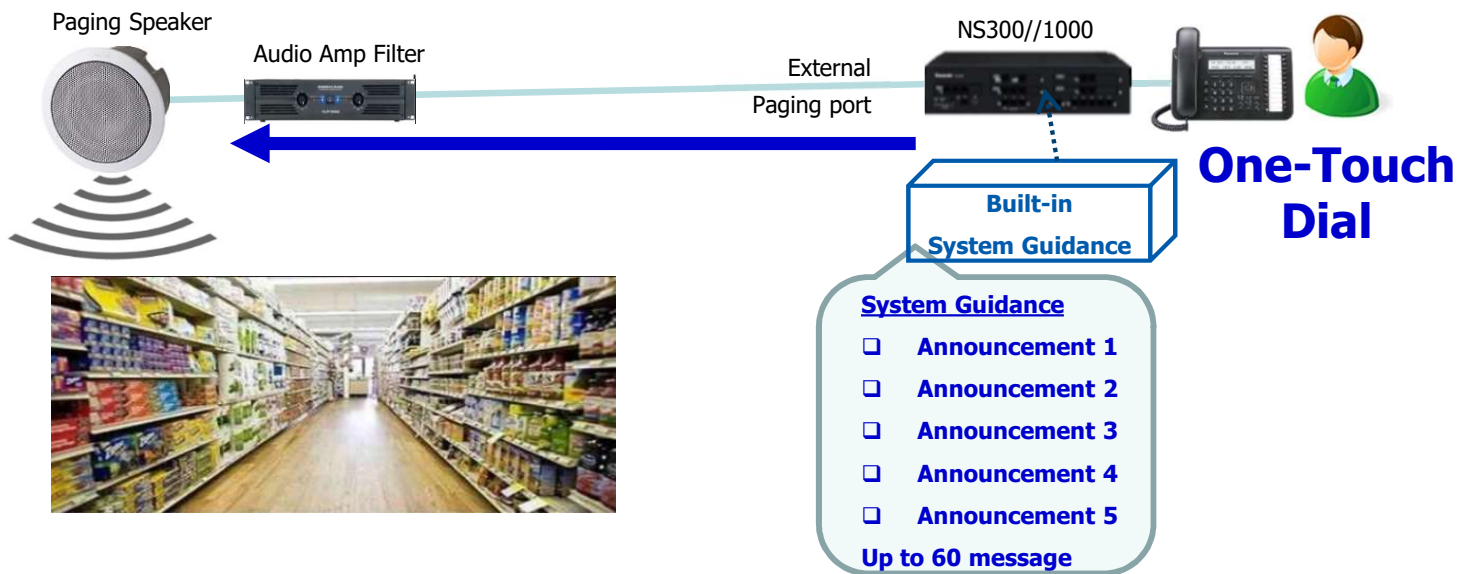 Paging Speaker
Audio Amp Filter
External
Paging port
NS300//1000
One-Touch
Dial
Built-in
System Guidance
System Guidance
❑ Announcement 1
❑ Announcement 2
❑ Announcement 3
❑ Announcement 4
❑ Announcement 5
Up to 60 message